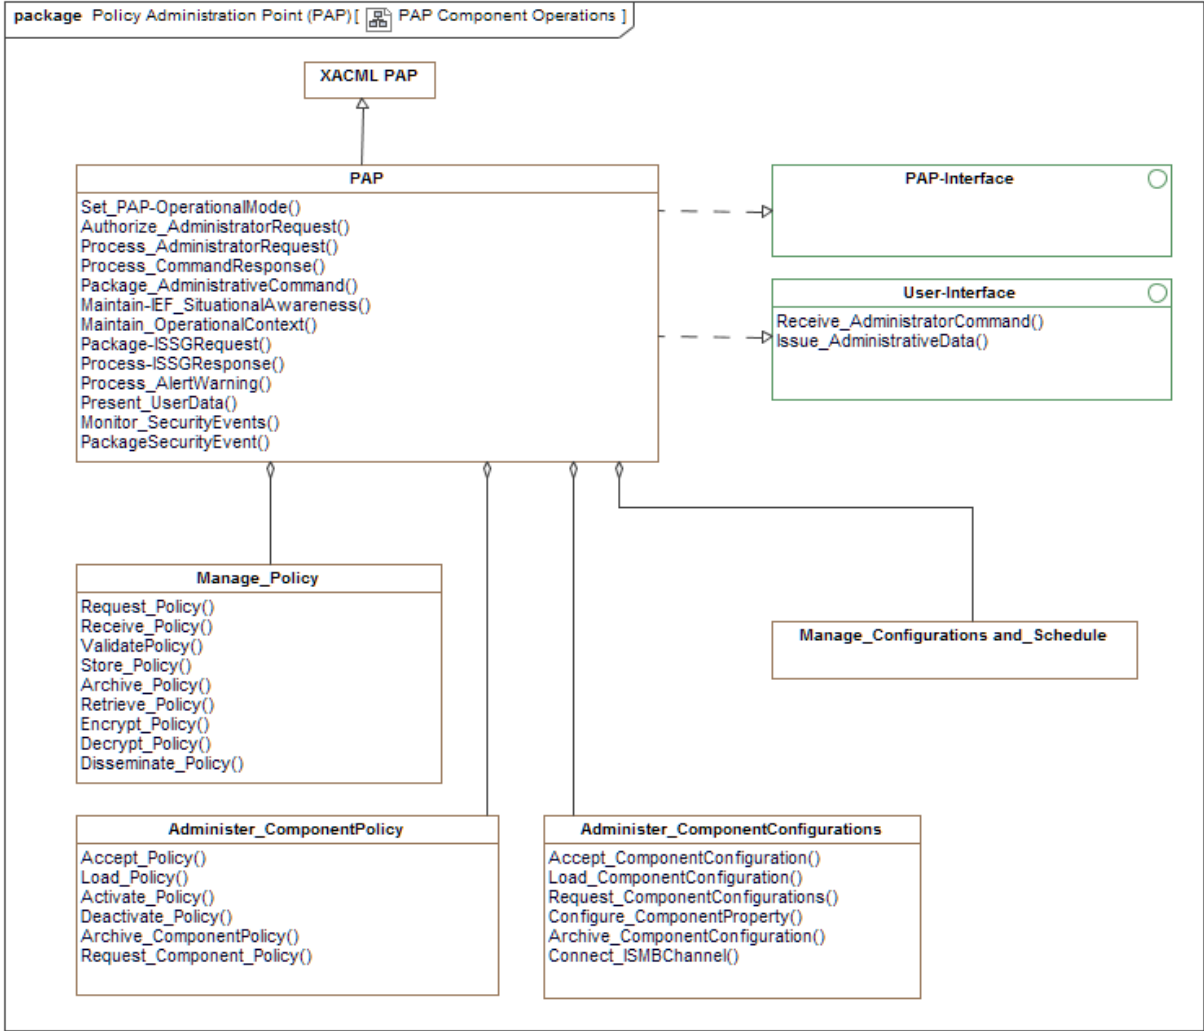 package Policy Administration Point (PAP) [ PAP Component Operations ]
XACML PAP
PAP
Set_PAP-OperationalMode()
Authorize_AdministratorRequest()
Process_AdministratorRequest()
Process_CommandResponse()
Package_AdministrativeCommand()
Maintain-IEF_SituationalAwareness()
Maintain_OperationalContext()
Package-ISSGRequest()
Process-ISSGResponse()
Process_AlertWarning()
Present_UserData()
Monitor_SecurityEvents()
PackageSecurityEvent()
PAP-Interface
User-Interface
Receive_AdministratorCommand()
Issue_AdministrativeData()
Manage_Policy
Request_Policy()
Receive_Policy()
ValidatePolicy()
Store_Policy()
Archive_Policy()
Retrieve_Policy()
Encrypt_Policy()
Decrypt_Policy()
Disseminate_Policy()
Manage_Configurations and_Schedule
Administer_ComponentPolicy
Accept_Policy()
Load_Policy()
Activate_Policy()
Deactivate_Policy()
Archive_ComponentPolicy()
Request_Component_Policy()
Administer_ComponentConfigurations
Accept_ComponentConfiguration()
Load_ComponentConfiguration()
Request_ComponentConfigurations()
Configure_ComponentProperty()
Archive_ComponentConfiguration()
Connect_ISMBChannel()